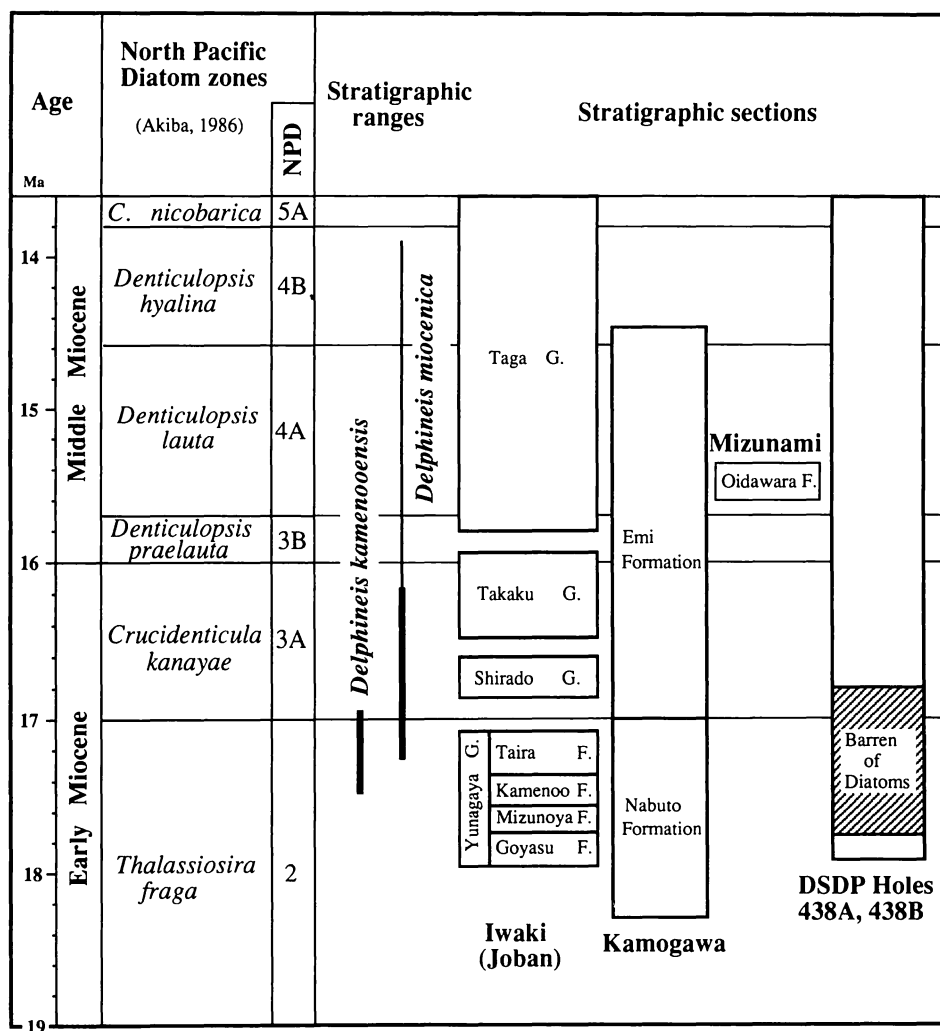 Age
Ma
North Pacific
Diatom zones
(Akiba, 1986)
NPD
Stratigraphic
ranges
Stratigraphic sections
14
15
16
17
18
19
Middle Miocene
Early Miocene
C. nicobarica
5A
Denticulopsis
hyalina
4B
Denticulopsis
lauta
4A
Denticulopsis
praelauta
3B
Crucidenticula
kanayae
3A
Thalassiosira
fraga
2
Delphineis kamenooensis
Delphineis miocenica
Taga G.
Takaku G.
Shirado G.
Yunagaya G.
Taira F.
Kamenoo F.
Mizunoya F.
Goyasu F.
Iwaki
(Joban)
Emi
Formation
Nabuto
Formation
Kamogawa
Mizunami
Oidawara F.
Barren
of
Diatoms
DSDP Holes
438A, 438B